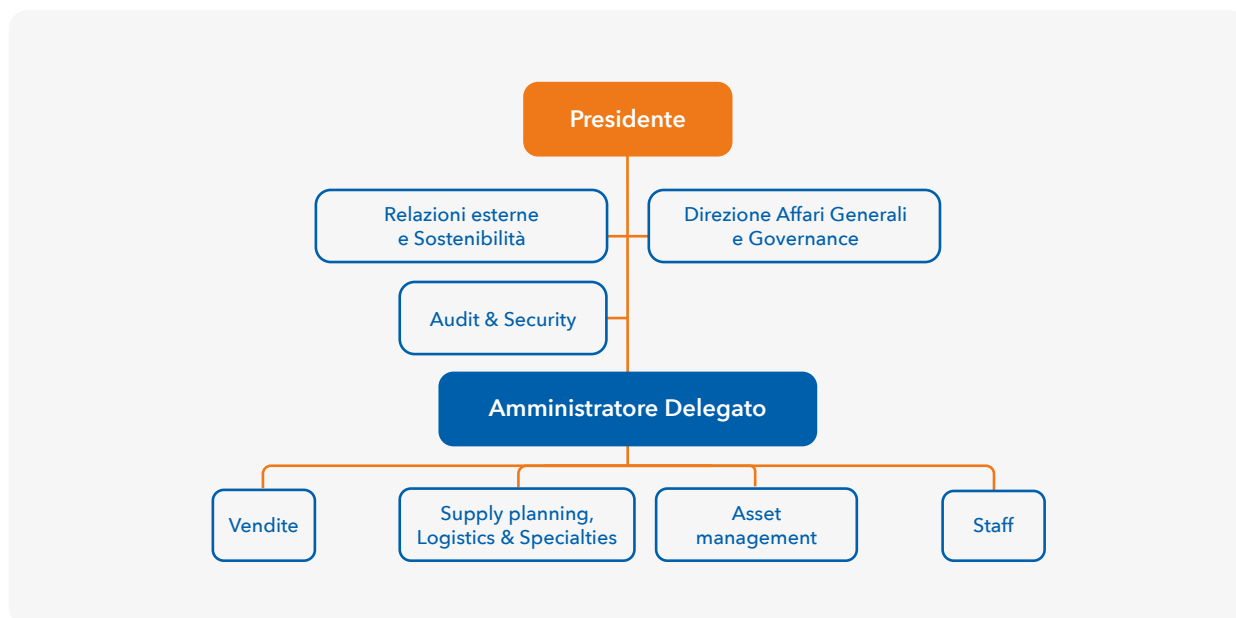 Presidente
Relazioni esterne
e Sostenibilità
Direzione Affari Generali
e Governance
Audit & Security
Amministratore Delegato
Vendite
Supply planning,
Logistics & Specialties
Asset
management
Staff